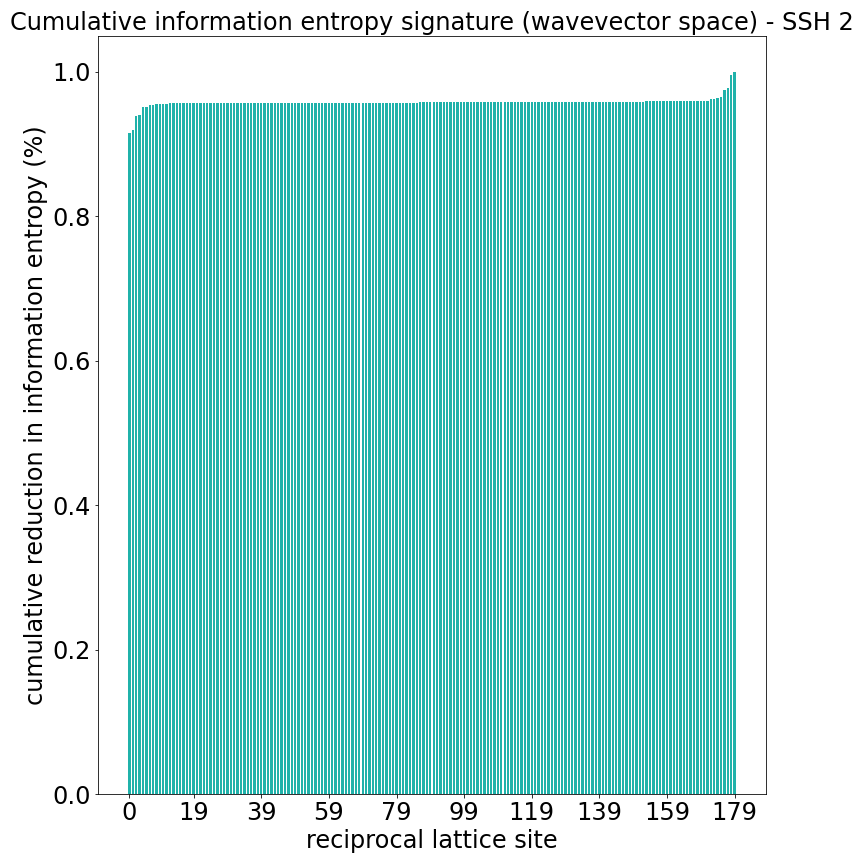 Cumulative information entropy signature (wavevector space) - SSH 2
cumulative reduction in information entropy (%)
1.0
0.8
0.6
0.4
0.2
0.0
0 19 39 59 79 99 119 139 159 179
reciprocal lattice site